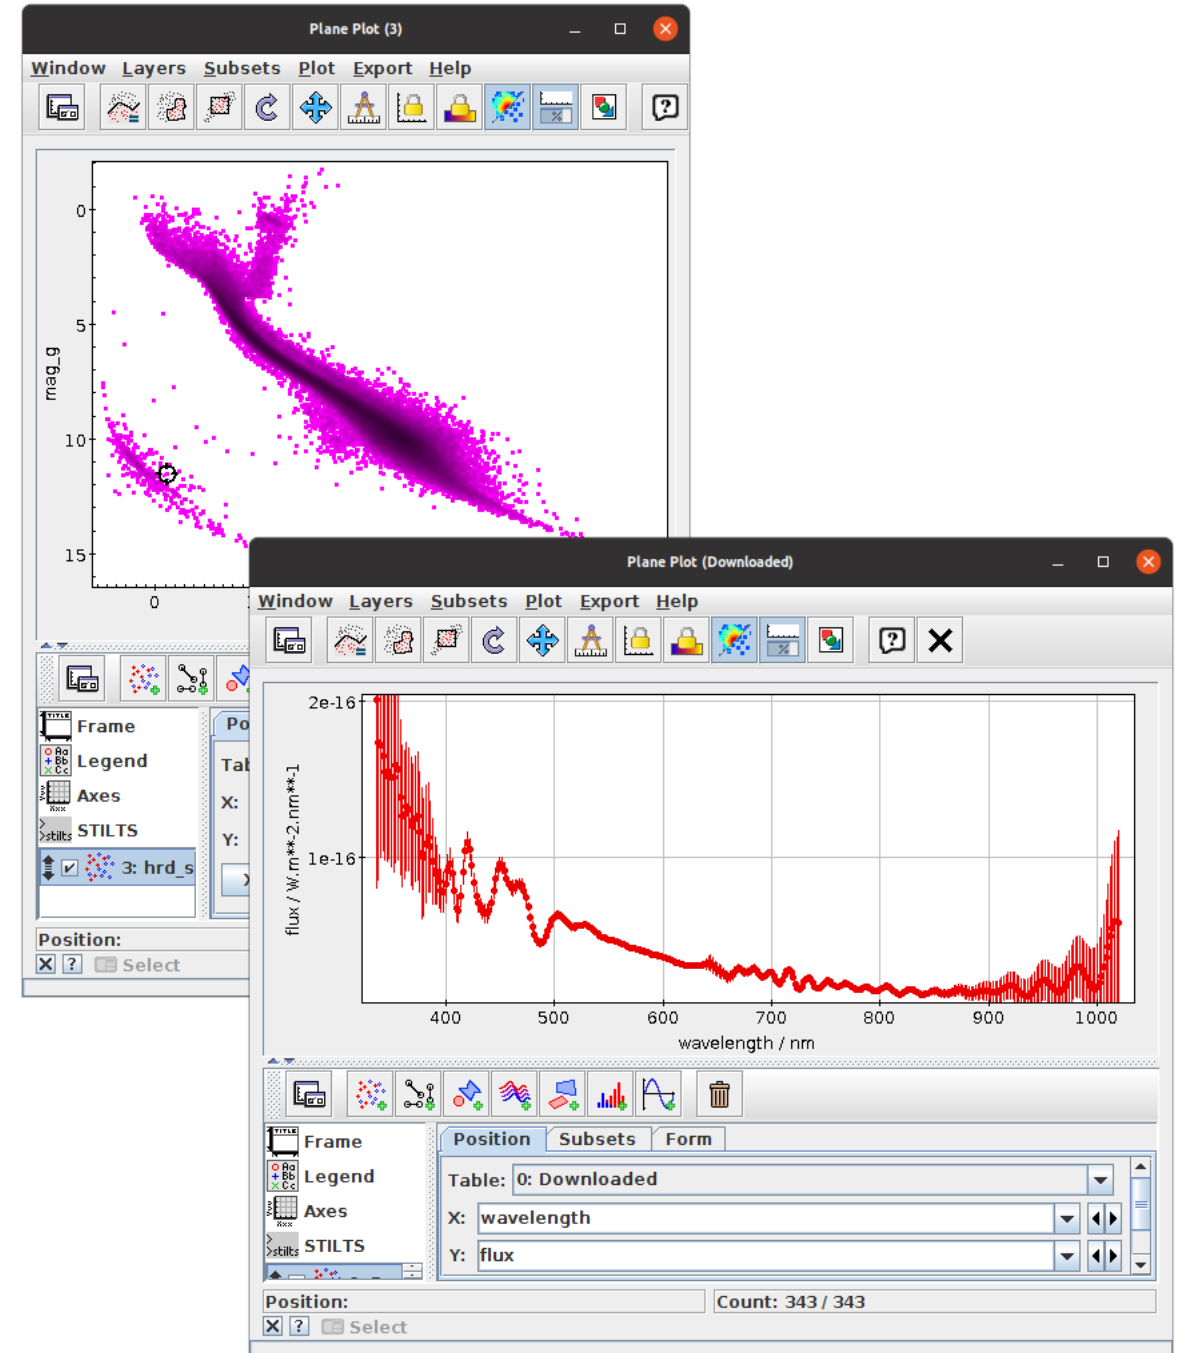 Plane Plot (3)
Window Layers Subsets Plot Export Help
0
5
10
15
mag_g
0
Frame
Legend
Axes
STILTS
3: hrd_s
Po
Tab
X:
Y:
Position:
Select
Plane Plot (Downloaded)
Window Layers Subsets Plot Export Help
2e-16
1e-16
flux / W.m**-2.nm**-1
400 500 600 700 800 900 1000
wavelength / nm
Frame
Legend
Axes
STILTS
Position Subsets Form
Table: 0: Downloaded
X: wavelength
Y: flux
Position:
Count: 343 / 343
Select